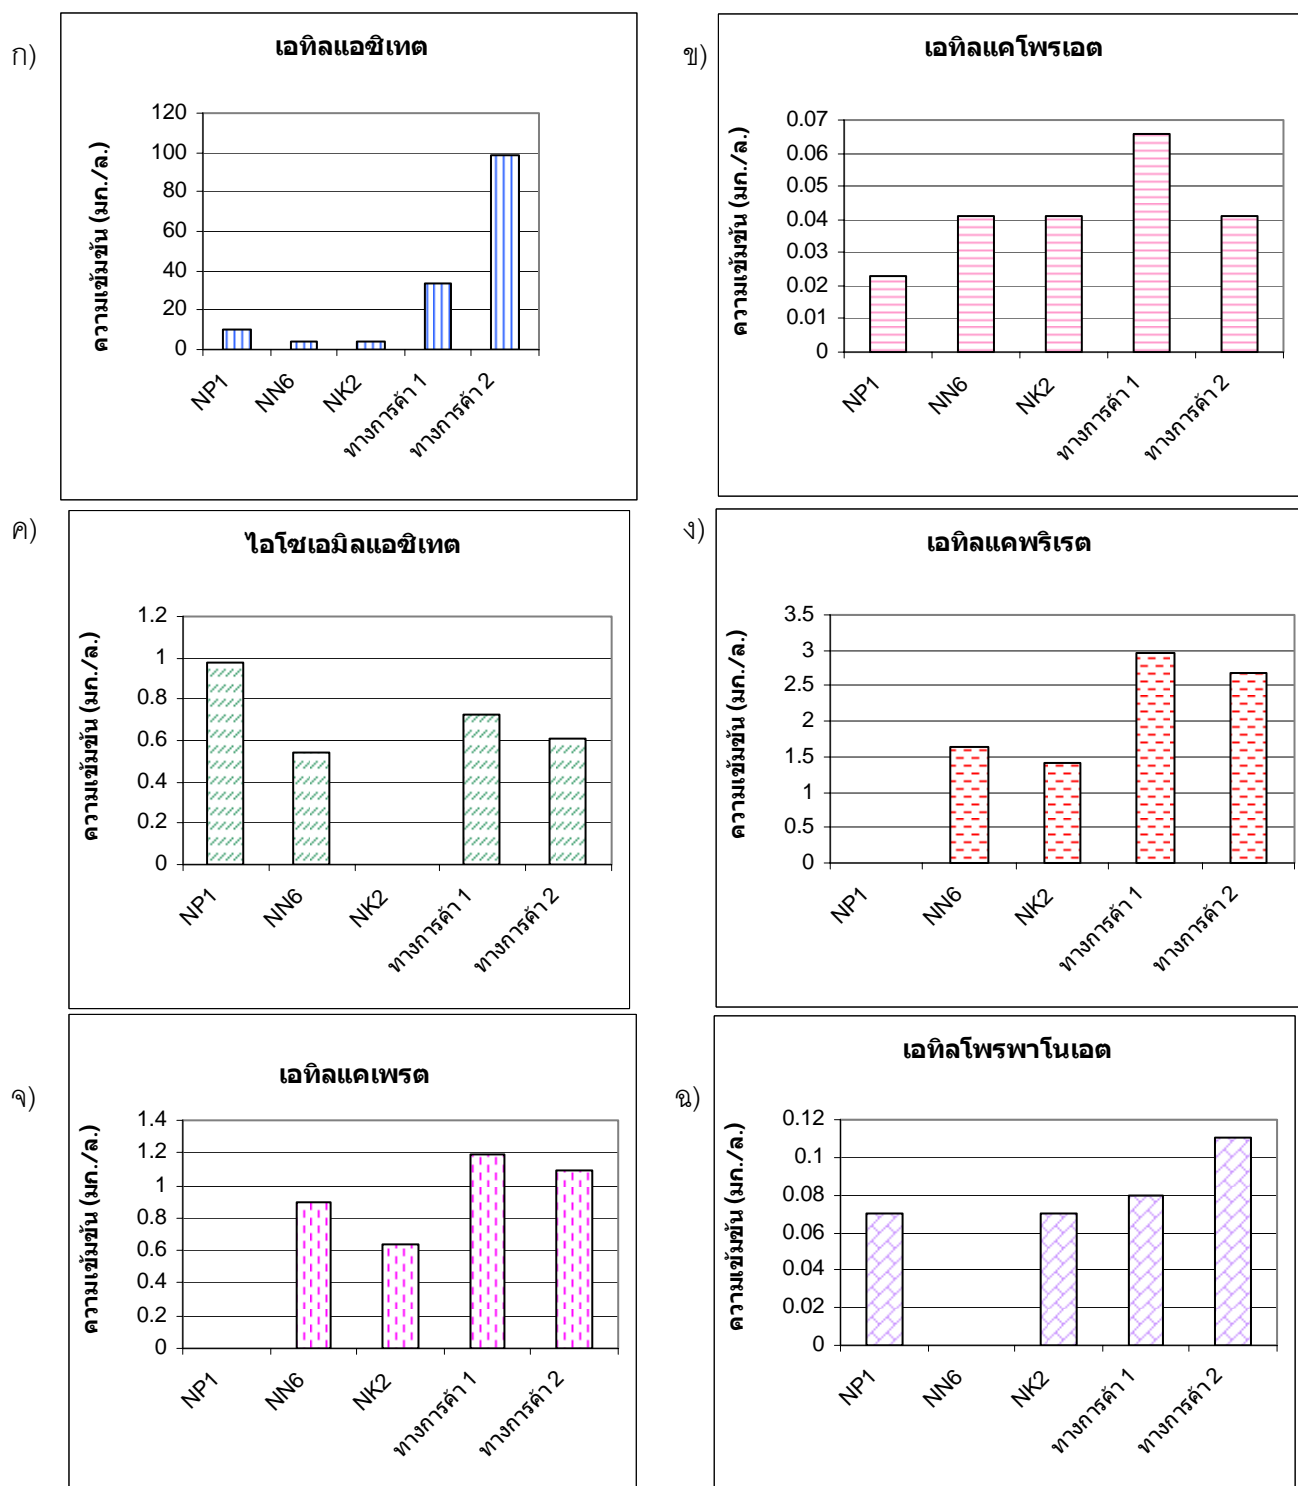 ก)
เอทิลแอซิเทต
ความเข้มข้น (มก./ล.)
120
100
80
60
40
20
0
NP1
NN6
NK2
ทางการค้า 1
ทางการค้า 2
ข)
เอทิลแคโพรเอต
ความเข้มข้น (มก./ล.)
0.07
0.06
0.05
0.04
0.03
0.02
0.01
0
NP1
NN6
NK2
ทางการค้า 1
ทางการค้า 2
ค)
ไอโซเอมิลแอซิเทต
ความเข้มข้น (มก./ล.)
1.2
1
0.8
0.6
0.4
0.2
0
NP1
NN6
NK2
ทางการค้า 1
ทางการค้า 2
ง)
เอทิลแคพริเรต
ความเข้มข้น (มก./ล.)
3.5
3
2.5
2
1.5
1
0.5
0
NP1
NN6
NK2
ทางการค้า 1
ทางการค้า 2
จ)
เอทิลแคเพรต
ความเข้มข้น (มก./ล.)
1.4
1.2
1
0.8
0.6
0.4
0.2
0
NP1
NN6
NK2
ทางการค้า 1
ทางการค้า 2
ฉ)
เอทิลโพรพาโนเอต
ความเข้มข้น (มก./ล.)
0.12
0.1
0.08
0.06
0.04
0.02
0
NP1
NN6
NK2
ทางการค้า 1
ทางการค้า 2